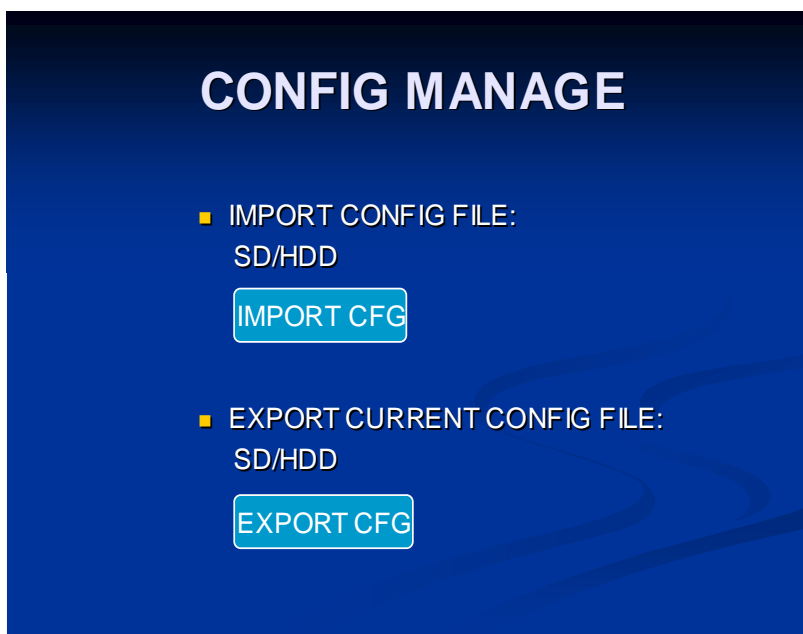 CONFIG MANAGE
IMPORT CONFIG FILE:
SD/HDD
IMPORT CFG
EXPORT CURRENT CONFIG FILE:
SD/HDD
EXPORT CFG